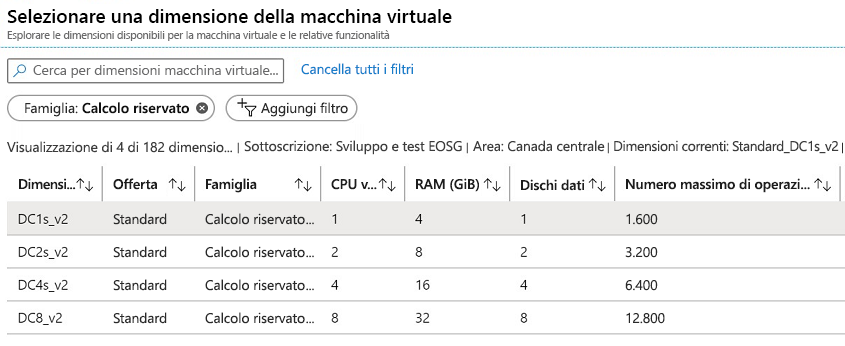 Selezionare una dimensione della macchina virtuale
Esplorare le dimensioni disponibili per la macchina virtuale e le relative funzionalità
Cerca per dimensioni macchina virtuale... Cancella tutti i filtri
Famiglia: Calcolo riservato Aggiungi filtro
Visualizzazione di 4 di 182 dimensio... | Sottoscrizione: Sviluppo e test EOSG | Area: Canada centrale | Dimensioni correnti: Standard_DC1s_v2 |
Dimensi... Offerta Famiglia CPU v... RAM (GiB) Dischi dati Numero massimo di operazi...
DC1s_v2 Standard Calcolo riservato... 1 4 1 1.600
DC2s_v2 Standard Calcolo riservato... 2 8 2 3.200
DC4s_v2 Standard Calcolo riservato... 4 16 4 6.400
DC8_v2 Standard Calcolo riservato... 8 32 8 12.800